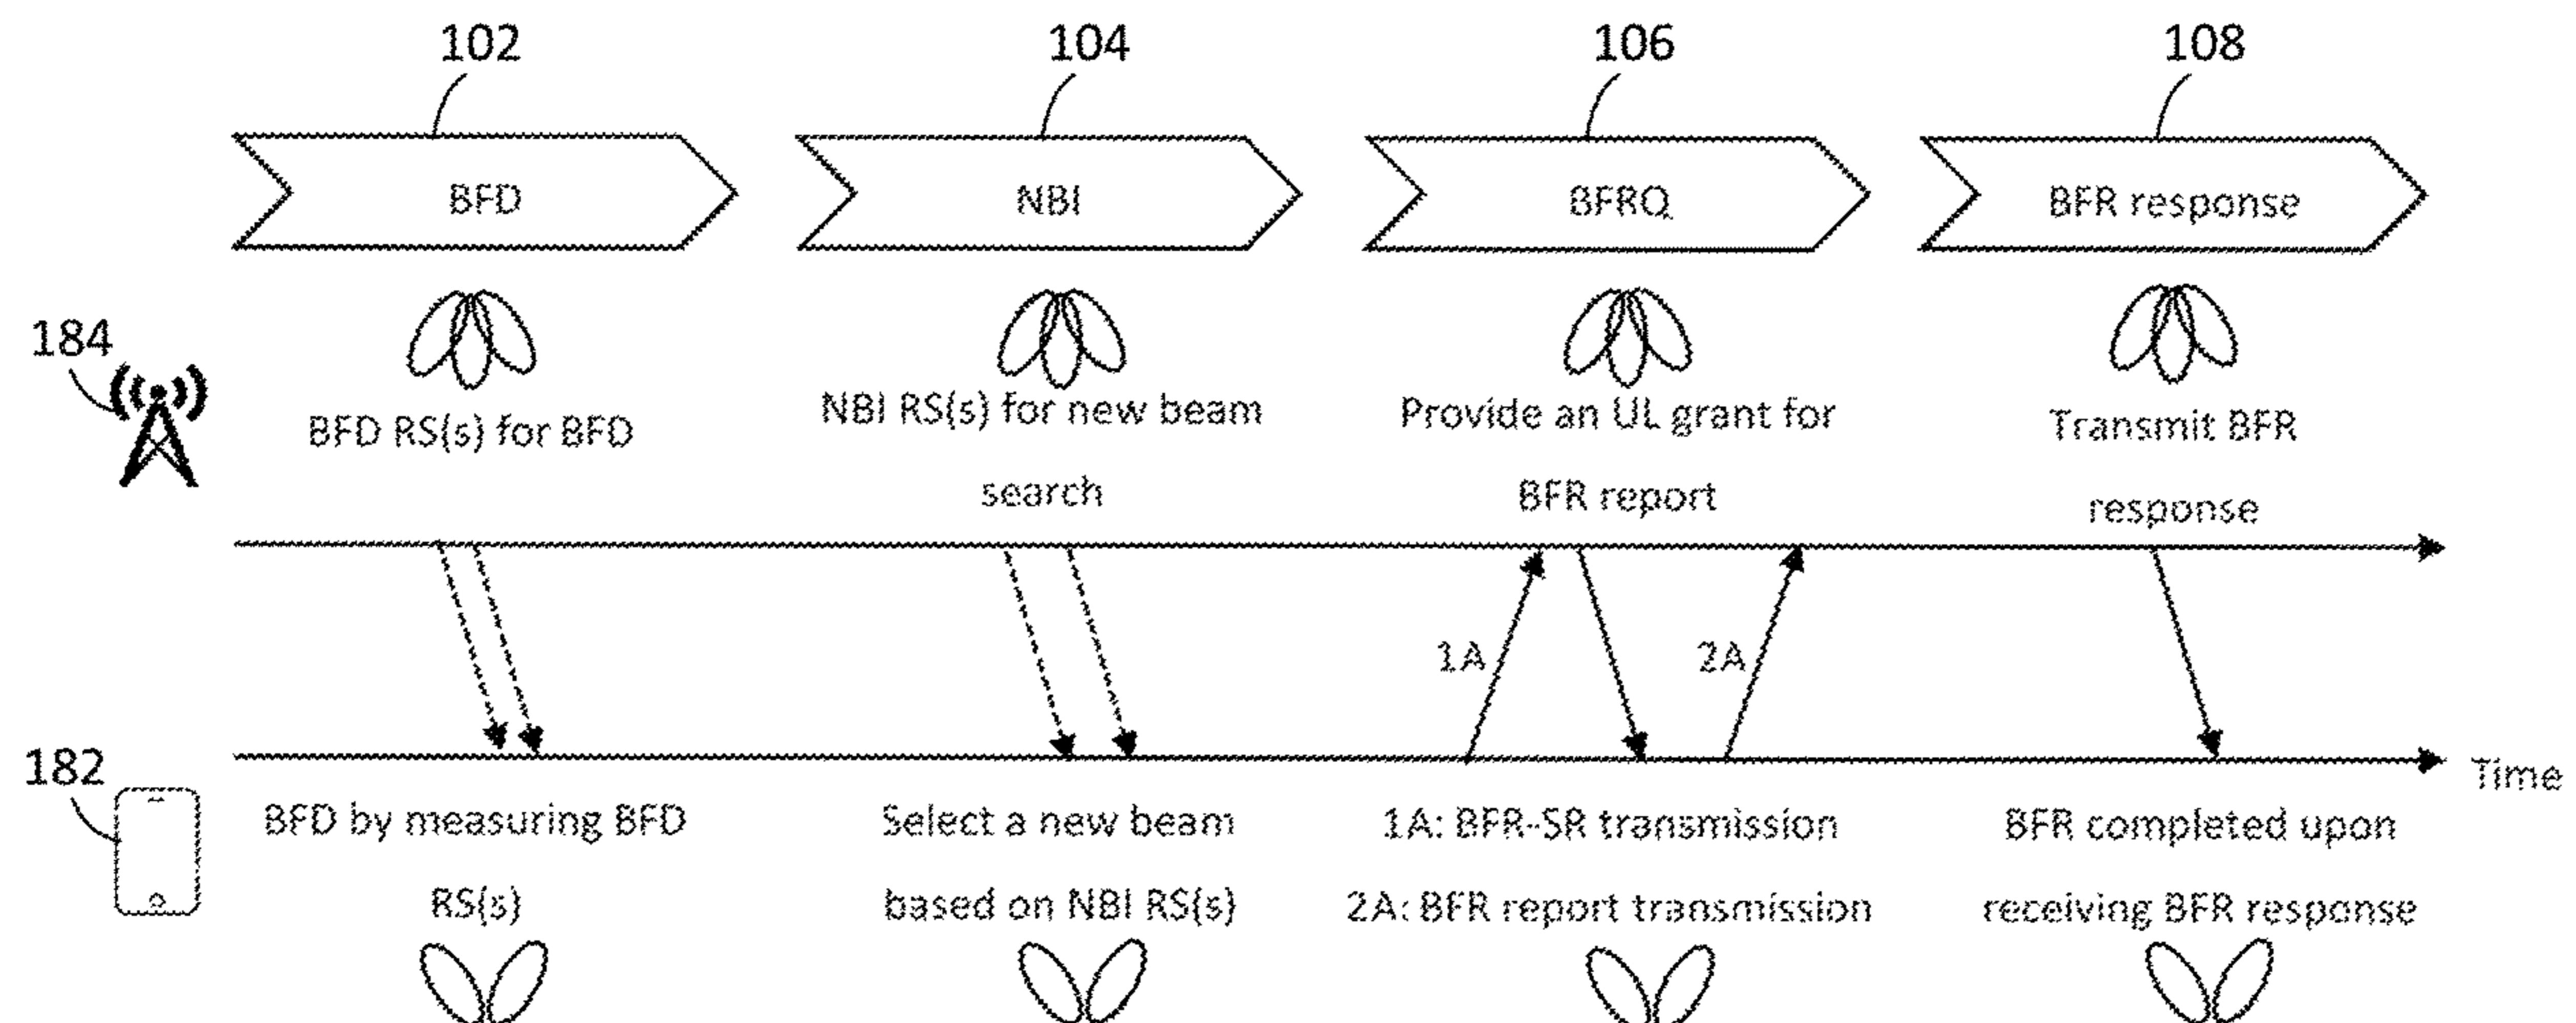 102
104
106
108
BFD
NBI
BFRQ
BFR response
184
BFD RS(s) for BFD
NBI RS(s) for new beam
search
Provide an UL grant for
BFR report
Transmit BFR
response
1A
2A
Time
182
BFD by measuring BFD
RS(s)
Select a new beam
based on NBI RS(s)
1A: BFR-SR transmission
2A: BFR report transmission
BFR completed upon
receiving BFR response